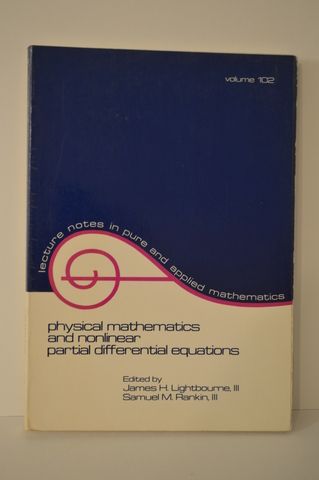 volume 102
lecture notes in pure and applied mathematics
physical mathematics
and nonlinear
partial differential equations
Edited by
James H. Lightbourne, III
Samuel M. Rankin, III